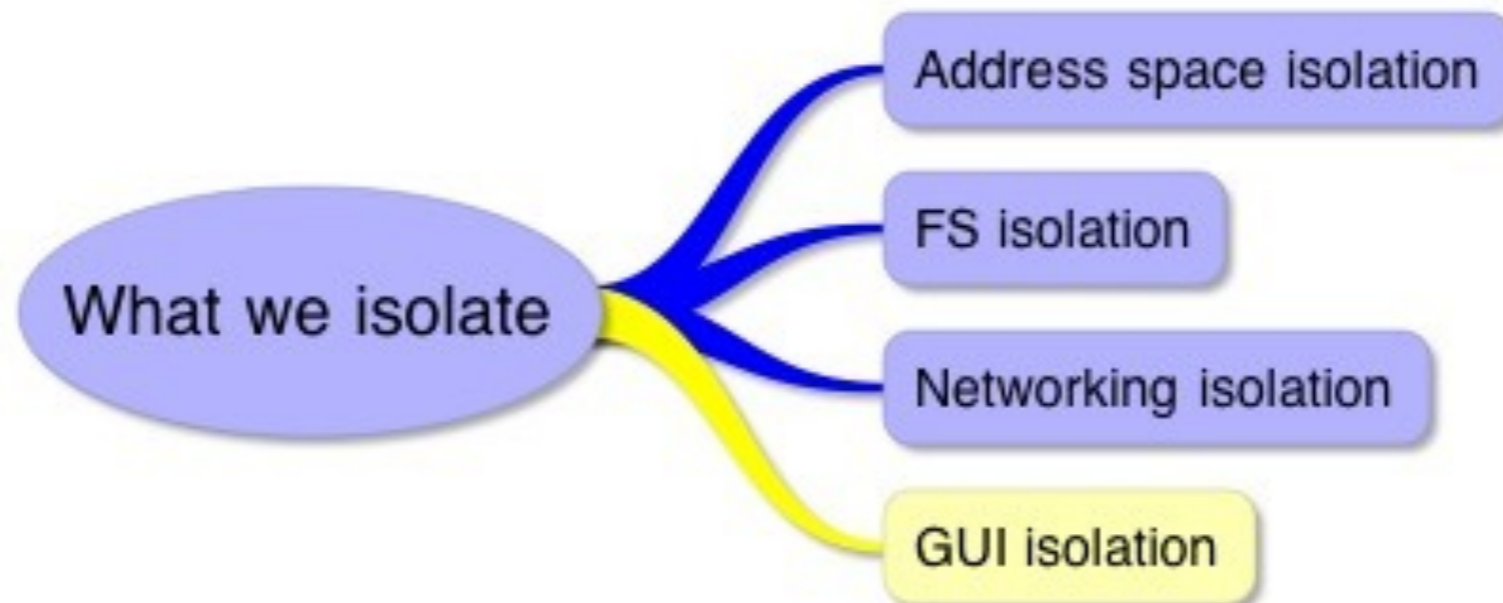 What we isolate
Address space isolation
FS isolation
Networking isolation
GUI isolation